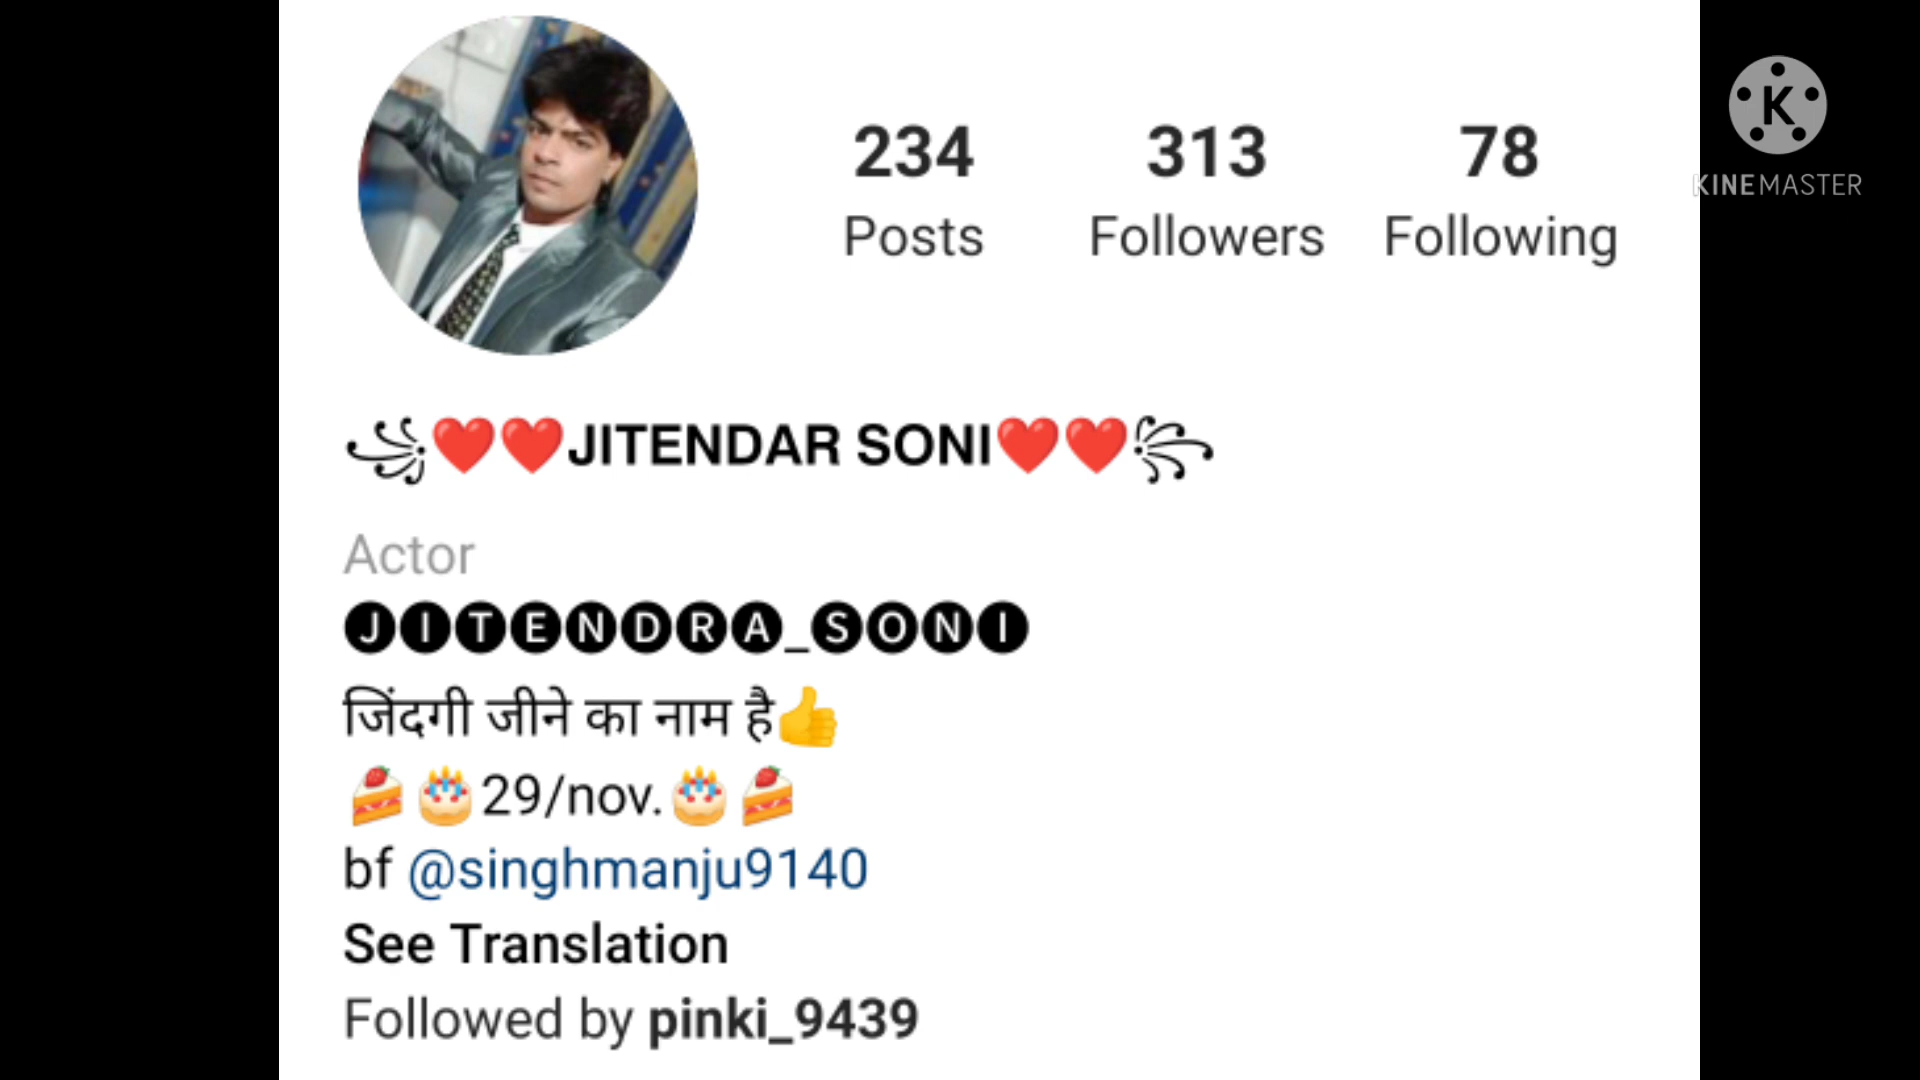 234 313 78
Posts Followers Following
KINEMASTER
꧁❤️❤️JITENDAR SONI❤️❤️꧂
Actor
🅙🅘🅣🅔🅝🅓🅡🅐_🅢🅞🅝🅘
जिंदगी जीने का नाम है👍
🍰🎂29/nov.🎂🍰
bf @singhmanju9140
See Translation
Followed by pinki_9439